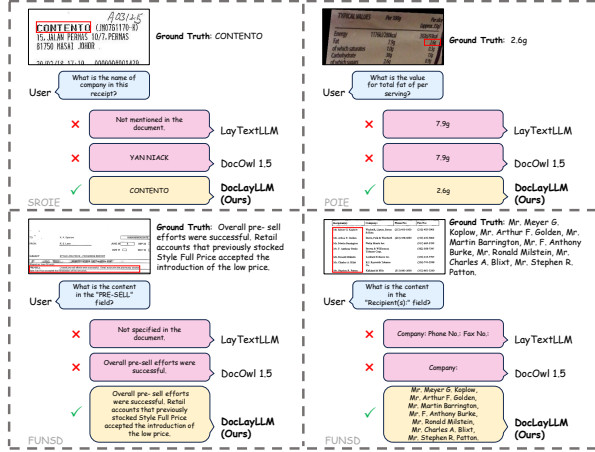 A03125
CONTENTO (JM0761170-X)
15, JALAN PERMAS 10/7, PERMAS
81750 MASAI JOHOR
Ground Truth: CONTENTO
User
What is the name of
company in this
receipt?
Not mentioned in the
document.
LayTextLLM
YAN NIACK
DocOwl 1.5
CONTENTO
DocLayLLM
(Ours)
SROIE
TYPICAL VALUES Per 100g
Energy
Fat 7.9g
of which saturates
Carbohydrate
of which sugars
Ground Truth: 2.6g
User
What is the value
for total fat of per
serving?
7.9g
LayTextLLM
7.9g
DocOwl 1.5
2.6g
DocLayLLM
(Ours)
POIE
Ground Truth: Overall pre- sell
efforts were successful. Retail
accounts that previously stocked
Style Full Price accepted the
introduction of the low price.
User
What is the content
in the "PRE-SELL"
field?
Not specified in the
document.
LayTextLLM
Overall pre-sell efforts were
successful.
DocOwl 1.5
Overall pre- sell efforts
were successful, Retail
accounts that previously
stocked Style Full Price
accepted the introduction of
the low price.
DocLayLLM
(Ours)
FUNSD
Ground Truth: Mr. Meyer G.
Koplow, Mr. Arthur F. Golden, Mr.
Martin Barrington, Mr. F. Anthony
Burke, Mr. Ronald Milstein, Mr.
Charles A. Blixt, Mr. Stephen R.
Patton.
User
What is the content
in the
"Recipient(s):" field?
Company: Phone No.: Fax No.:
LayTextLLM
Company:
DocOwl 1.5
Mr. Meyer G. Koplow,
Mr. Arthur F. Golden,
Mr. Martin Barrington,
Mr. F. Anthony Burke,
Mr. Ronald Milstein,
Mr. Charles A. Blixt,
Mr. Stephen R. Patton.
DocLayLLM
(Ours)
FUNSD